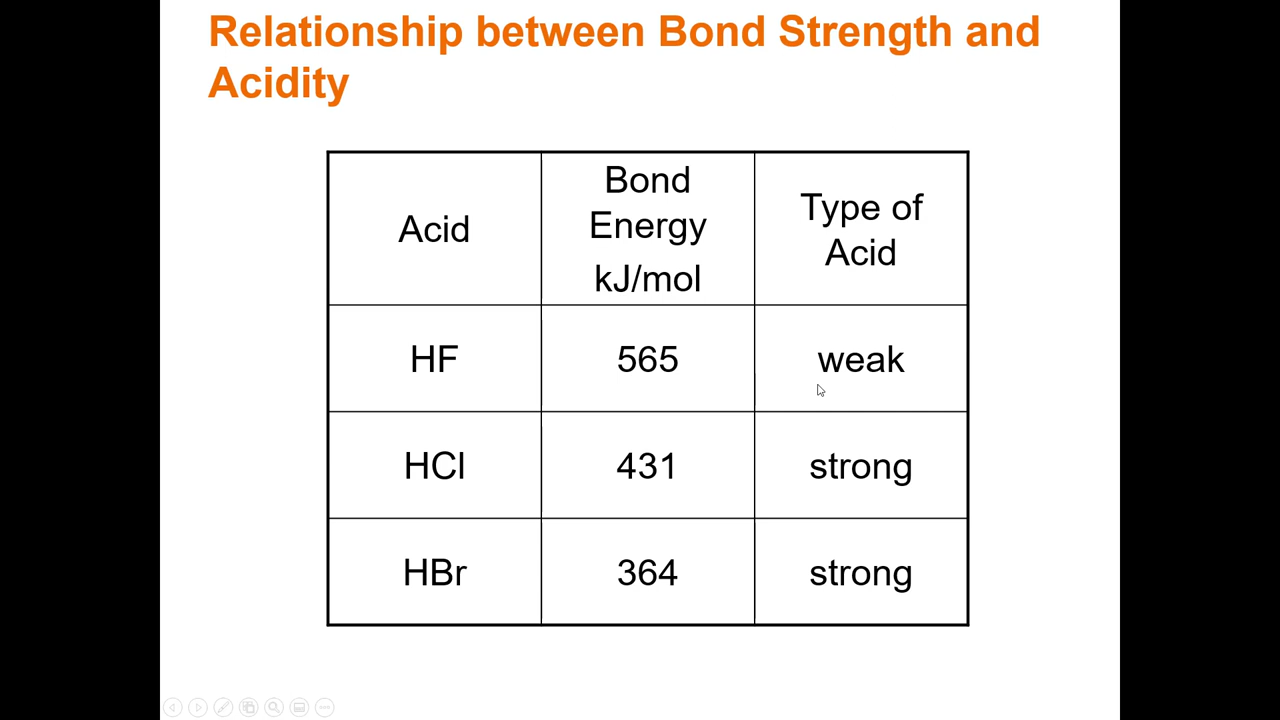 Relationship between Bond Strength and
Acidity
Acid
Bond
Energy
kJ/mol
Type of
Acid
HF
565
weak
HCl
431
strong
HBr
364
strong